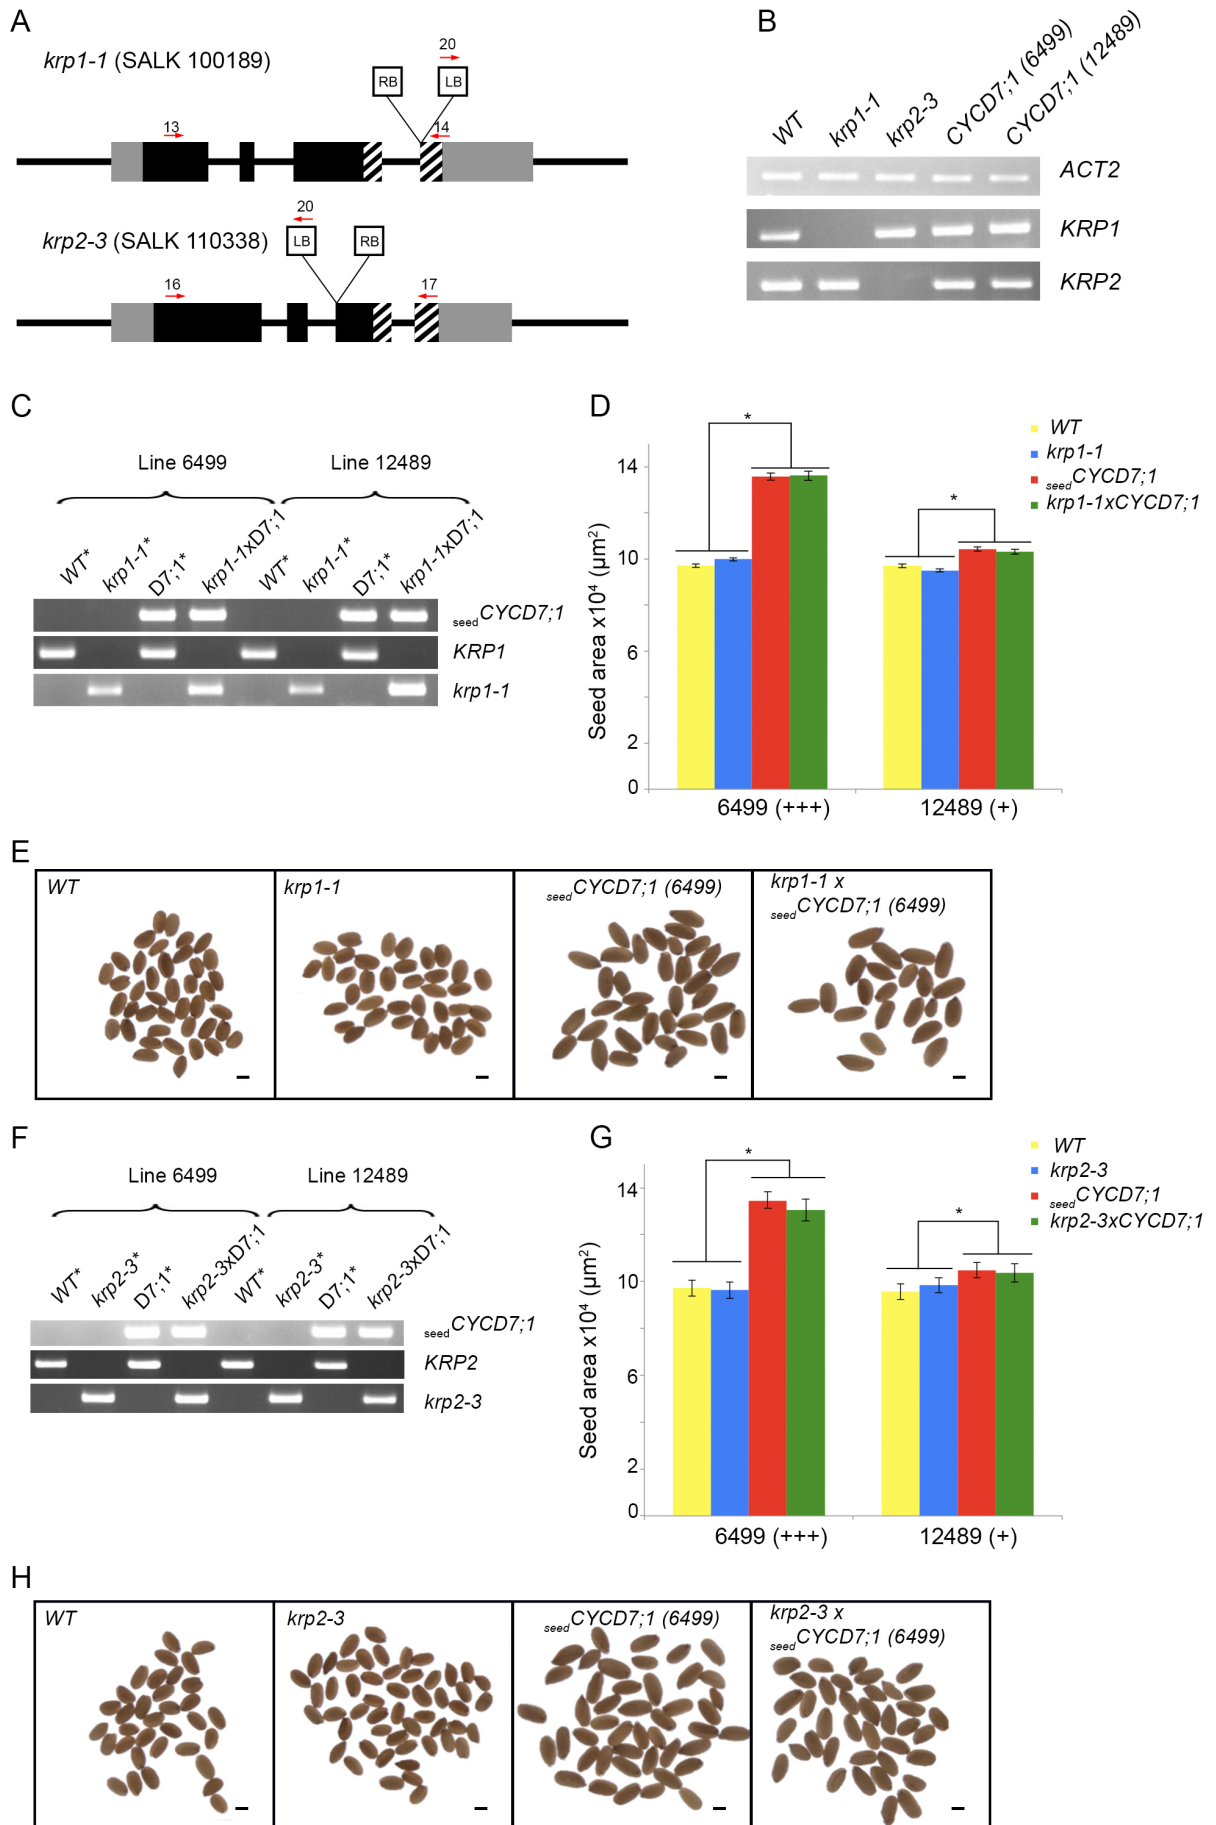 A
krp1-1 (SALK 100189)
20
RB
LB
13
14
krp2-3 (SALK 110338)
20
LB
RB
16
17
B
WT
krp1-1
krp2-3
CYCD7;1 (6499)
CYCD7;1 (12489)
ACT2
KRP1
KRP2
C
Line 6499
Line 12489
WT*
krp1-1*
D7;1*
krp1-1xD7;1
WT*
krp1-1*
D7;1*
krp1-1xD7;1
seedCYCD7;1
KRP1
krp1-1
D
*
*
WT
krp1-1
seedCYCD7;1
krp1-1xCYCD7;1
Seed area x10⁴ (μm²)
14
10
6
2
0
6499 (+++)
12489 (+)
E
WT
krp1-1
seedCYCD7;1 (6499)
krp1-1 x
seedCYCD7;1 (6499)
F
Line 6499
Line 12489
WT*
krp2-3*
D7;1*
krp2-3xD7;1
WT*
krp2-3*
D7;1*
krp2-3xD7;1
seedCYCD7;1
KRP2
krp2-3
G
*
*
WT
krp2-3
seedCYCD7;1
krp2-3xCYCD7;1
Seed area x10⁴ (μm²)
14
10
6
2
0
6499 (+++)
12489 (+)
H
WT
krp2-3
seedCYCD7;1 (6499)
krp2-3 x
seedCYCD7;1 (6499)